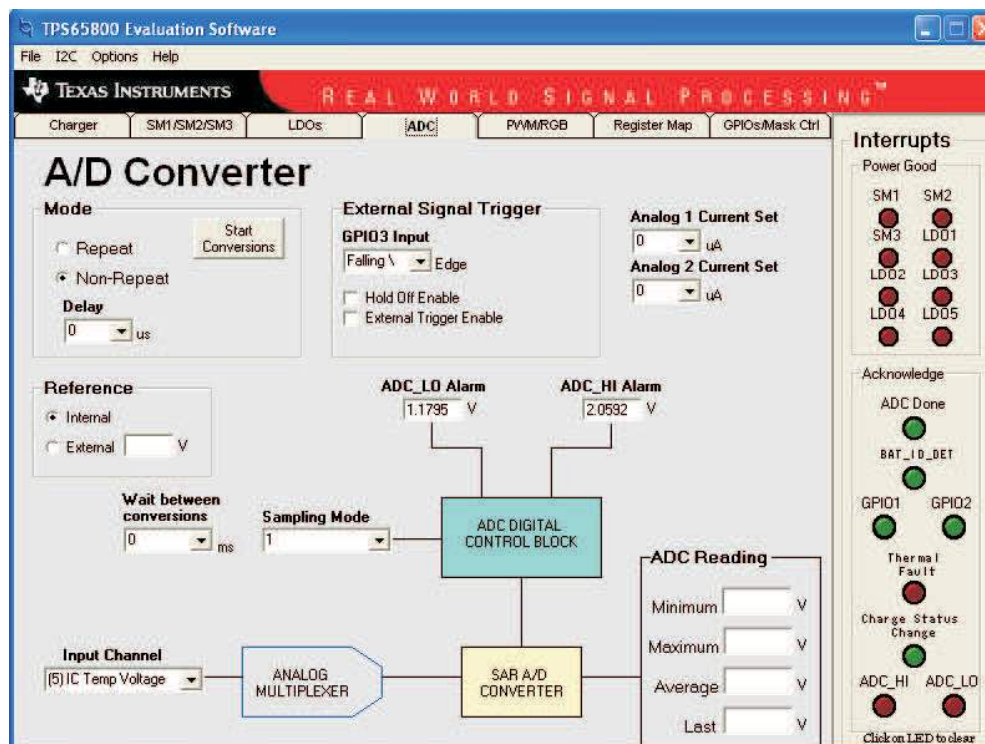 TPS65800 Evaluation Software
File I2C Options Help
TEXAS INSTRUMENTS
REAL WORLD SIGNAL PROCESSING™
Charger SM1/SM2/SM3 LDOs ADC PWM/RGB Register Map GPIOs/Mask Ctrl
A/D Converter
Mode
Repeat
Start Conversions
Non-Repeat
Delay
0 us
External Signal Trigger
GPIO3 Input
Falling \ Edge
Hold Off Enable
External Trigger Enable
Analog 1 Current Set
0 uA
Analog 2 Current Set
0 uA
Reference
Internal
External V
ADC_LO Alarm
1.1795 V
ADC_HI Alarm
2.0592 V
Wait between
conversions
0 ms
Sampling Mode
1
ADC DIGITAL
CONTROL BLOCK
ADC Reading
Minimum V
Maximum V
Average V
Last V
Input Channel
(5) IC Temp Voltage
ANALOG
MULTIPLEXER
SAR A/D
CONVERTER
Interrupts
Power Good
SM1 SM2
SM3 LDO1
LDO2 LDO3
LDO4 LDO5
Acknowledge
ADC Done
BAT_ID_DET
GPIO1 GPIO2
Thermal
Fault
Charge Status
Change
ADC_HI ADC_LO
Click on LED to clear